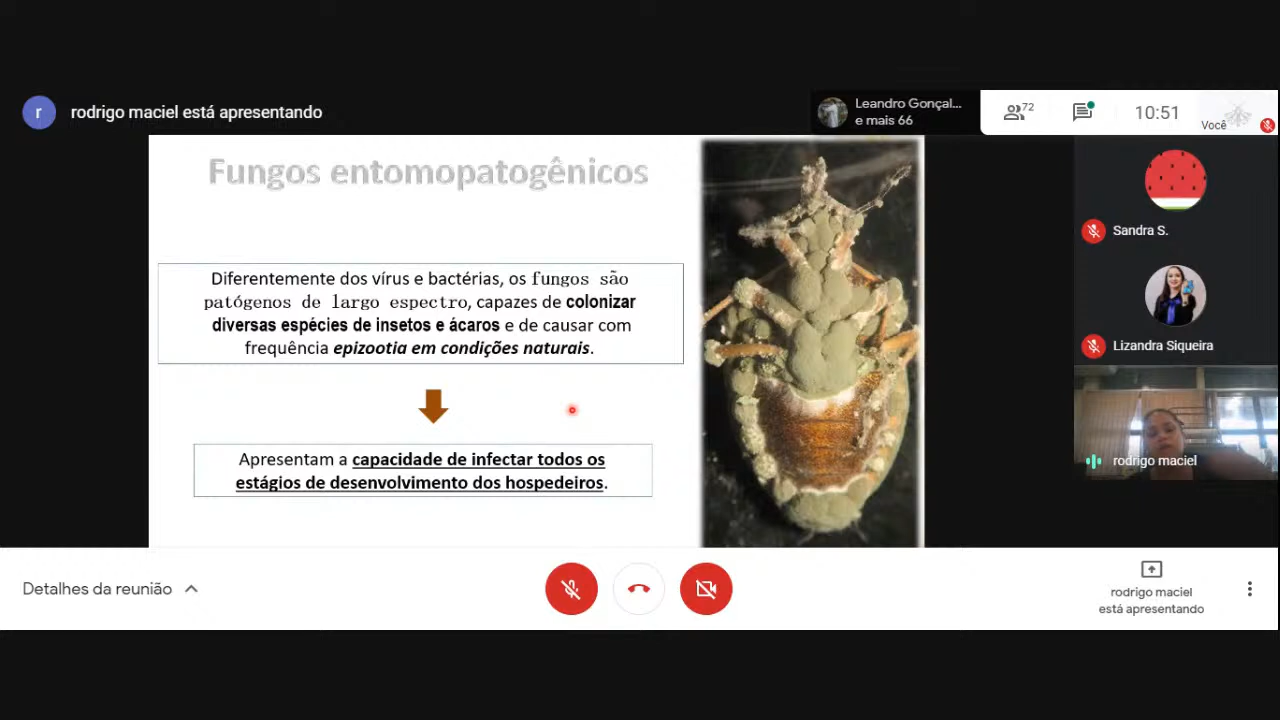 r
rodrigo maciel está apresentando
Leandro Gonçal...
e mais 66
72
10:51
Você
Fungos entomopatogênicos
Diferentemente dos vírus e bactérias, os fungos são
patógenos de largo espectro, capazes de colonizar
diversas espécies de insetos e ácaros e de causar com
frequência epizootia em condições naturais.
Apresentam a capacidade de infectar todos os
estágios de desenvolvimento dos hospedeiros.
Sandra S.
Lizandra Siqueira
rodrigo maciel
Detalhes da reunião
rodrigo maciel
está apresentando